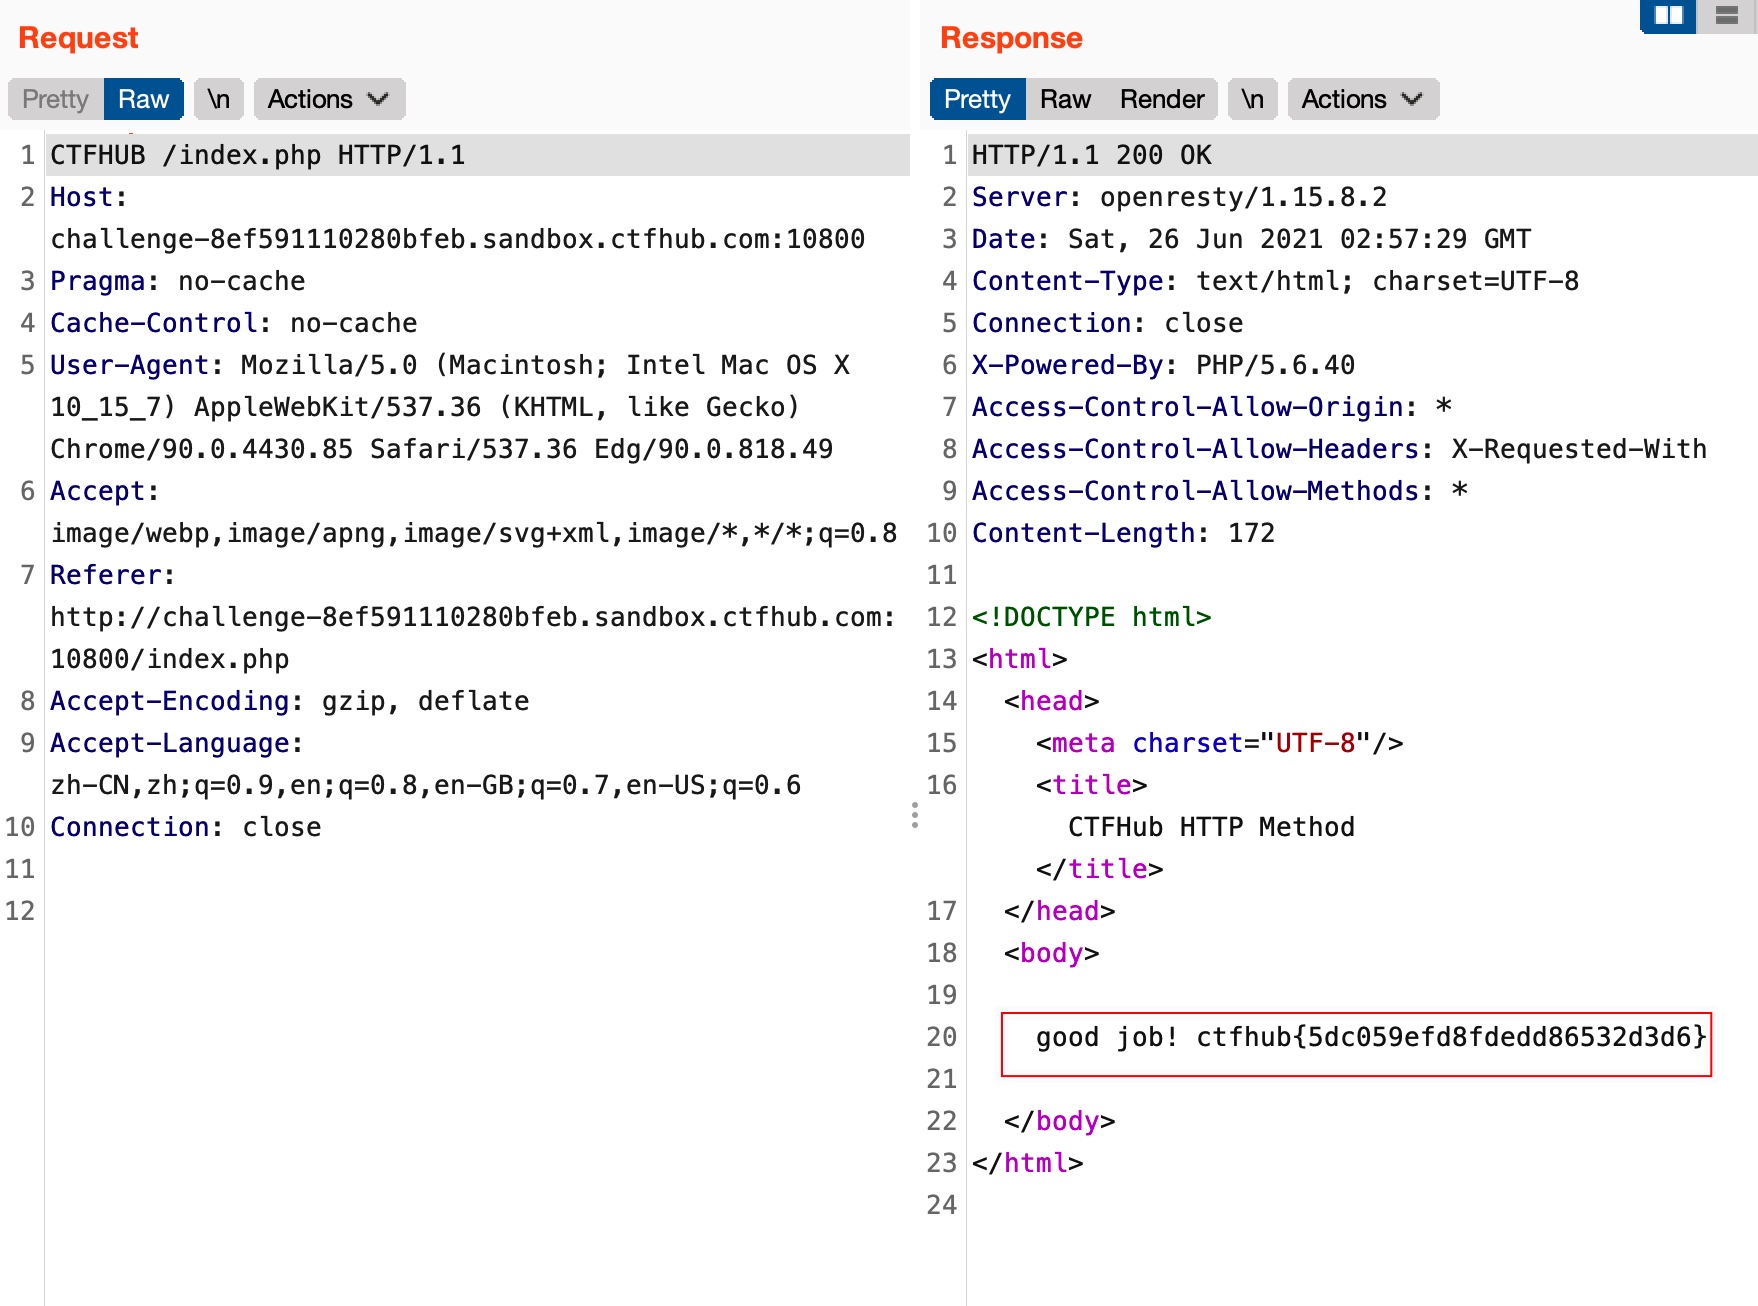 Request
Pretty Raw \n Actions
1 CTFHUB /index.php HTTP/1.1
2 Host:
challenge-8ef591110280bfeb.sandbox.ctfhub.com:10800
3 Pragma: no-cache
4 Cache-Control: no-cache
5 User-Agent: Mozilla/5.0 (Macintosh; Intel Mac OS X
10_15_7) AppleWebKit/537.36 (KHTML, like Gecko)
Chrome/90.0.4430.85 Safari/537.36 Edg/90.0.818.49
6 Accept:
image/webp,image/apng,image/svg+xml,image/*,*/*;q=0.8
7 Referer:
http://challenge-8ef591110280bfeb.sandbox.ctfhub.com:
10800/index.php
8 Accept-Encoding: gzip, deflate
9 Accept-Language:
zh-CN,zh;q=0.9,en;q=0.8,en-GB;q=0.7,en-US;q=0.6
10 Connection: close
11
12
Response
Pretty Raw Render \n Actions
1 HTTP/1.1 200 OK
2 Server: openresty/1.15.8.2
3 Date: Sat, 26 Jun 2021 02:57:29 GMT
4 Content-Type: text/html; charset=UTF-8
5 Connection: close
6 X-Powered-By: PHP/5.6.40
7 Access-Control-Allow-Origin: *
8 Access-Control-Allow-Headers: X-Requested-With
9 Access-Control-Allow-Methods: *
10 Content-Length: 172
11
12 <!DOCTYPE html>
13 <html>
14 <head>
15 <meta charset="UTF-8"/>
16 <title>
CTFHub HTTP Method
</title>
17 </head>
18 <body>
19
20 good job! ctfhub{5dc059efd8fdedd86532d3d6}
21
22 </body>
23 </html>
24